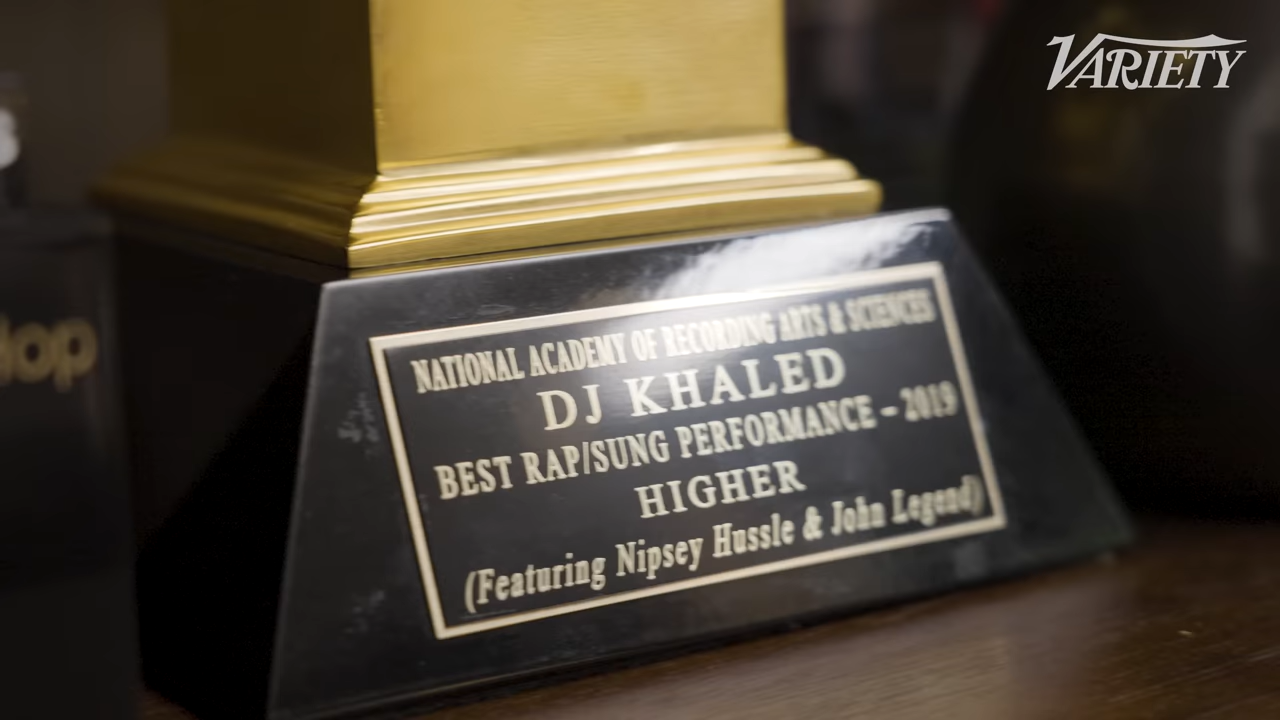 VARIETY
NATIONAL ACADEMY OF RECORDING ARTS & SCIENCES
DJ KHALED
BEST RAP/SUNG PERFORMANCE – 2019
HIGHER
(Featuring Nipsey Hussle & John Legend)